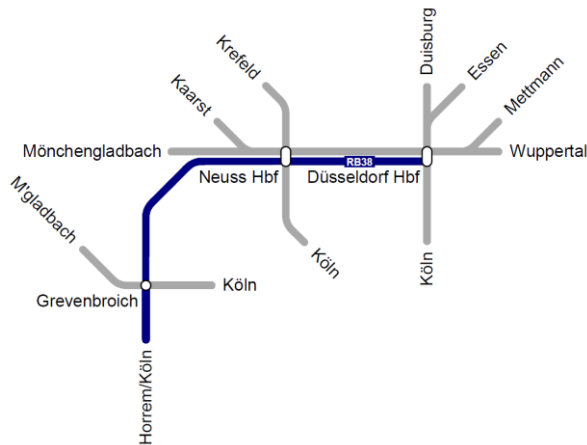 Krefeld
Duisburg
Essen
Kaarst
Mettmann
Mönchengladbach
Wuppertal
RB38
Neuss Hbf
Düsseldorf Hbf
M'gladbach
Köln
Köln
Köln
Grevenbroich
Horrem/Köln